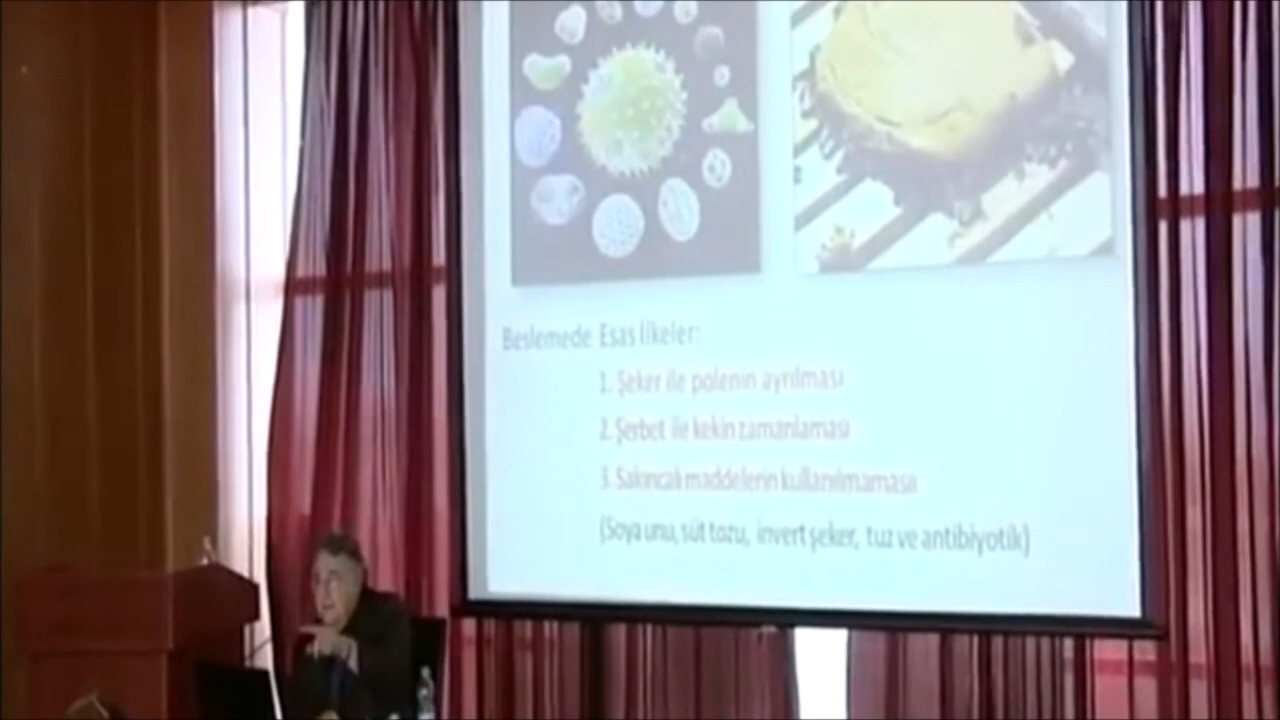 Beslemede Esas İlkeler:
1. Şeker ile polenin ayrılması
2. Şerbet ile kekin zamanlaması
3. Sakıncalı maddelerin kullanılmaması
(Soya unu, süt tozu, invert şeker, tuz ve antibiyotik)